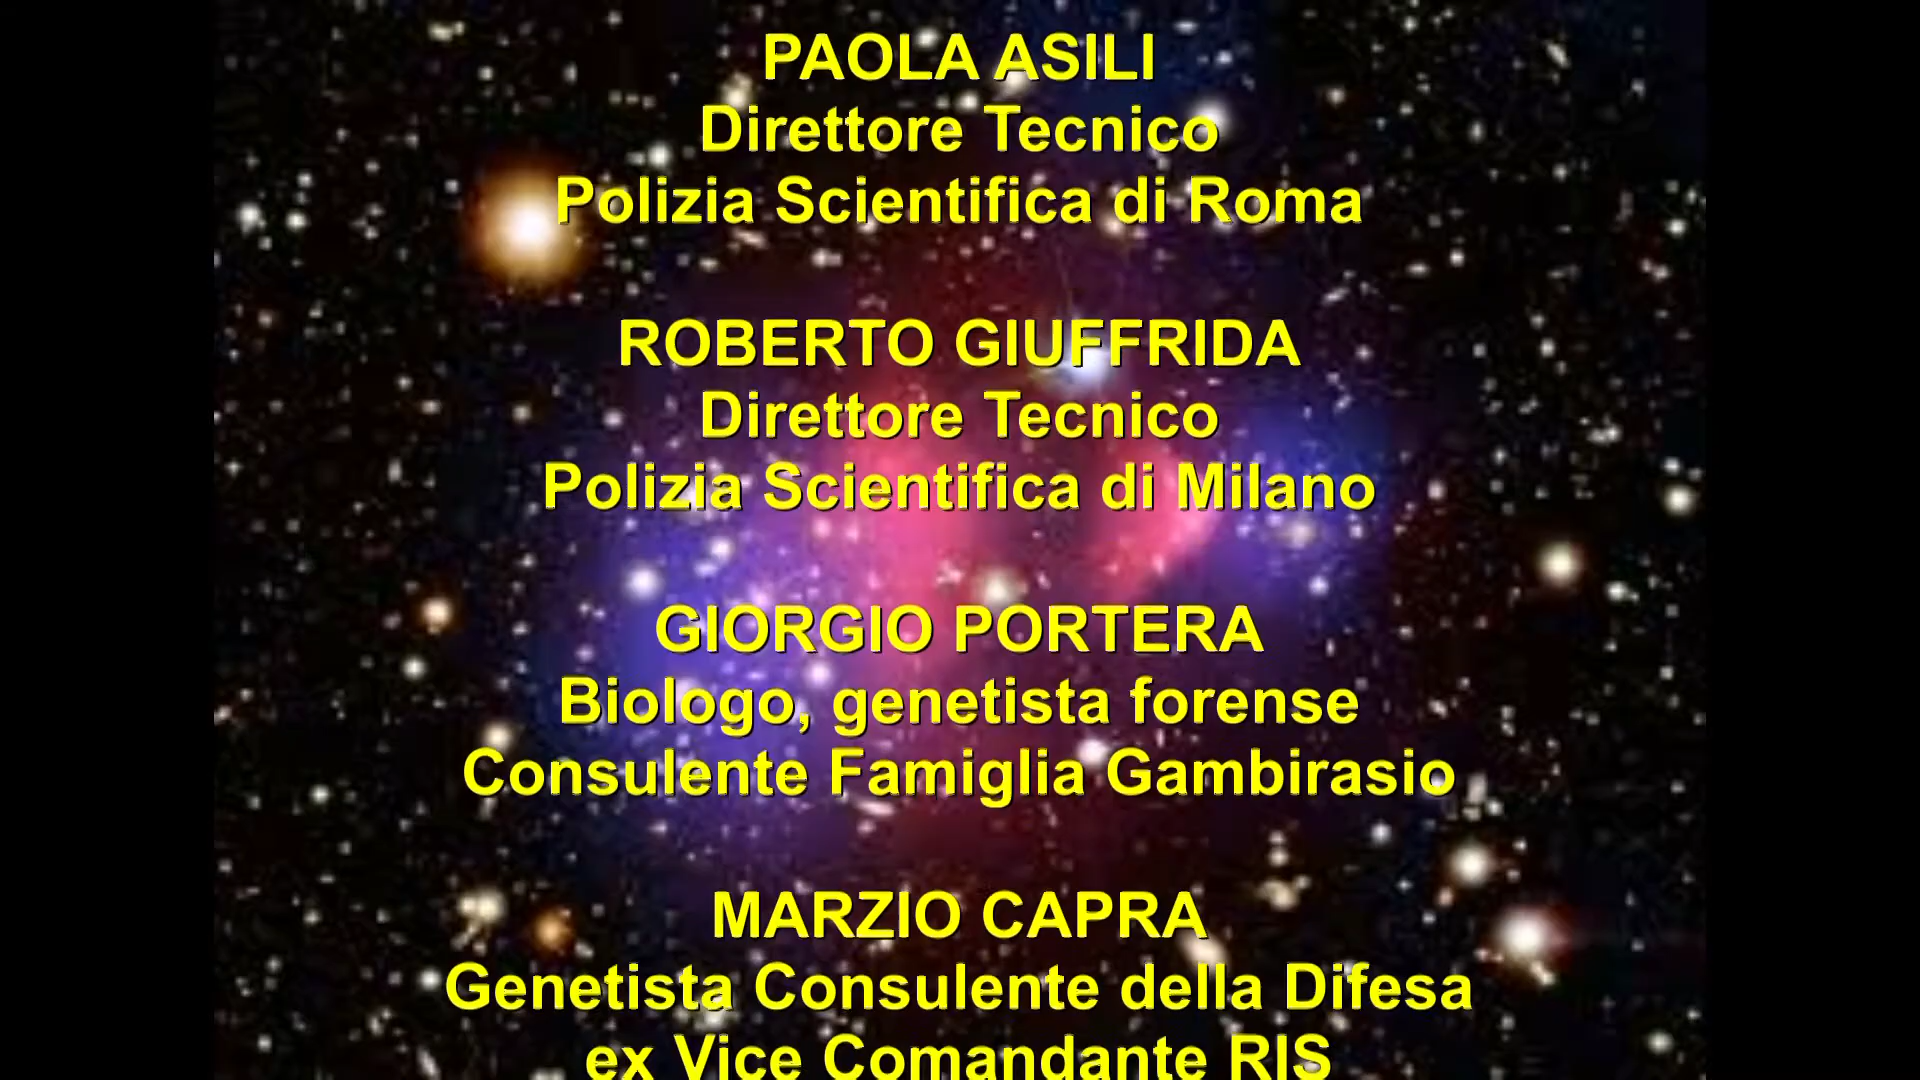 PAOLA ASILI
Direttore Tecnico
Polizia Scientifica di Roma
ROBERTO GIUFFRIDA
Direttore Tecnico
Polizia Scientifica di Milano
GIORGIO PORTERA
Biologo, genetista forense
Consulente Famiglia Gambirasio
MARZIO CAPRA
Genetista Consulente della Difesa
ex Vice Comandante RIS